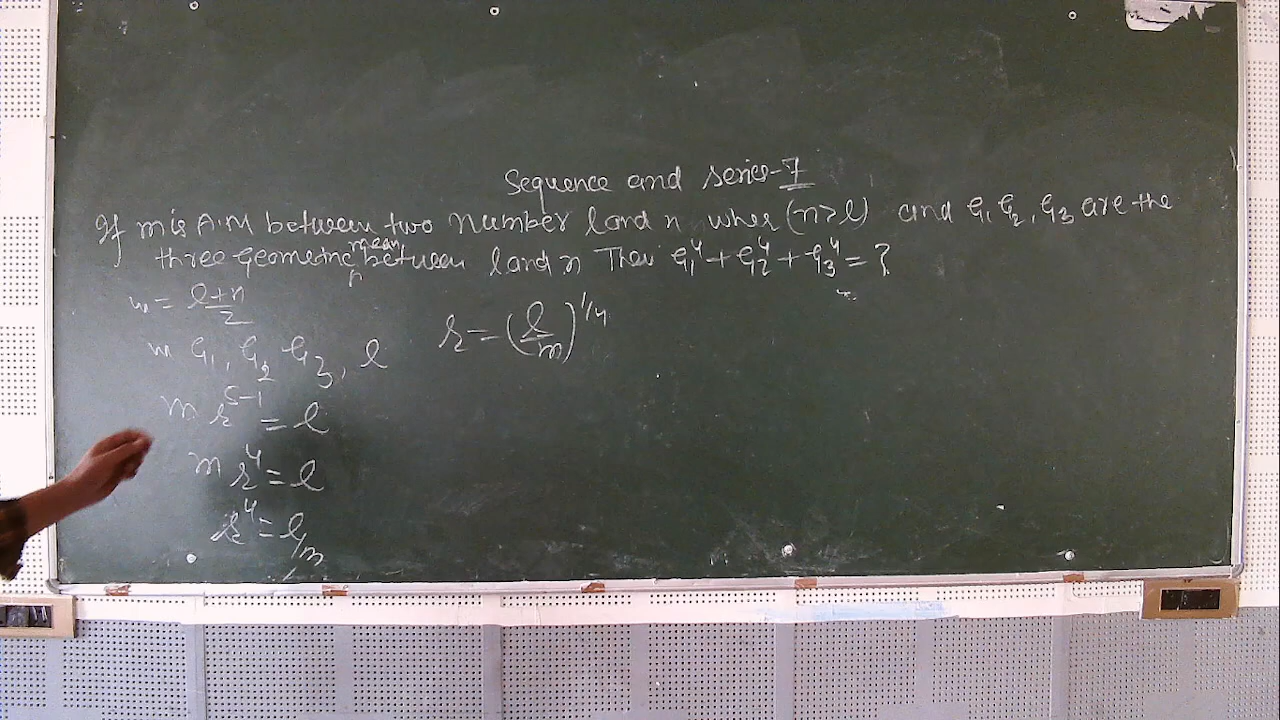 Sequence and series-7
If m is A.M between two number l and n wher (n>l) and G1 G2, G3 are the
three geometric mean between l and n Then G1^4+G2^4+G3^4=?
m = l+n/2
m G1, G2 G3, l
r = (l/m)^1/4
m r^5-1 = l
m r^4 = l
r^4 = l/m